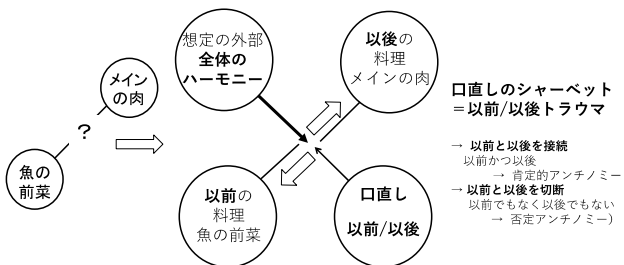 メイン
の肉
?
魚の
前菜
想定の外部
全体の
ハーモニー
以後の
料理
メインの肉
以前の
料理
魚の前菜
口直し
以前/以後
口直しのシャーベット
=以前/以後トラウマ
→ 以前と以後を接続
以前かつ以後
→ 肯定的アンチノミー
→ 以前と以後を切断
以前でもなく以後でもない
→ 否定アンチノミー)